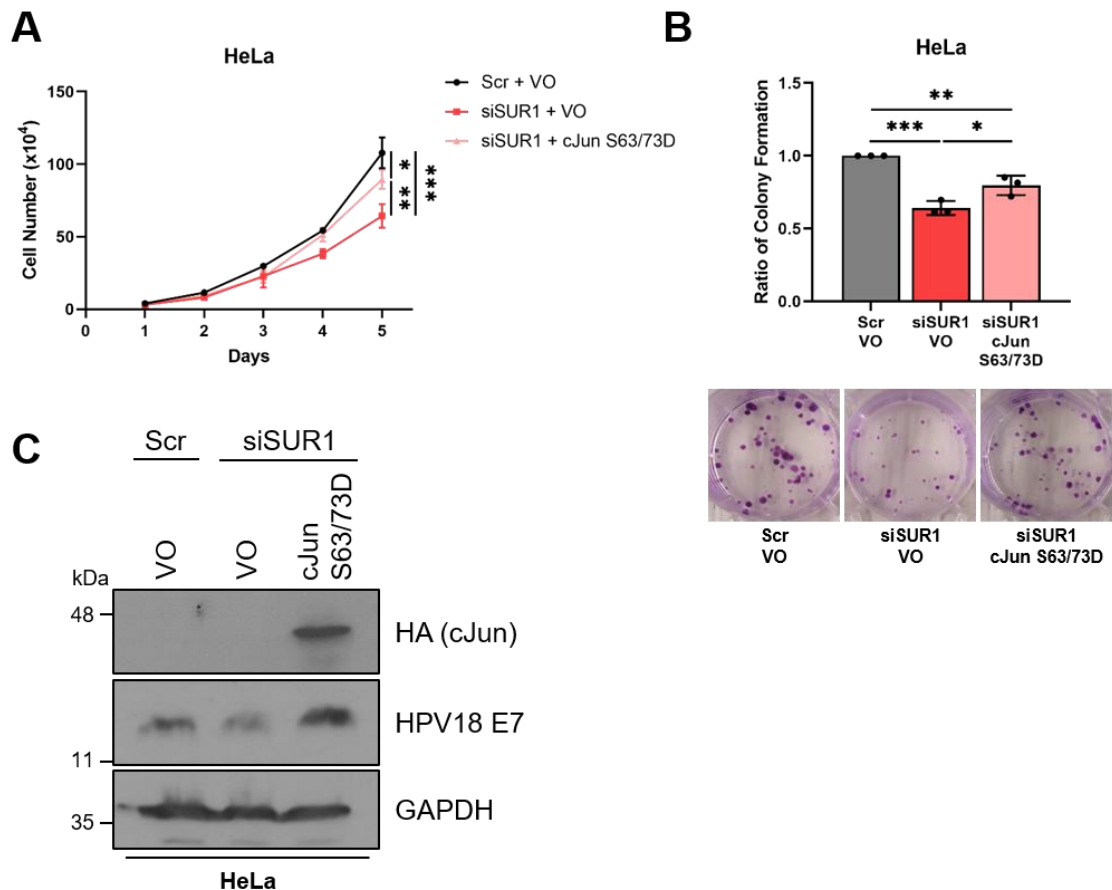 A
HeLa
Cell Number (x10⁴)
150
100
50
0
0 1 2 3 4 5
Days
Scr + VO
siSUR1 + VO
siSUR1 + cJun S63/73D
*
**
***
B
HeLa
Ratio of Colony Formation
1.5
1.0
0.5
0.0
**
*** *
Scr
VO
siSUR1
VO
siSUR1
cJun
S63/73D
Scr
VO
siSUR1
VO
siSUR1
cJun S63/73D
C
Scr siSUR1
VO
VO
cJun
S63/73D
kDa
48
HA (cJun)
HPV18 E7
11
35
GAPDH
HeLa